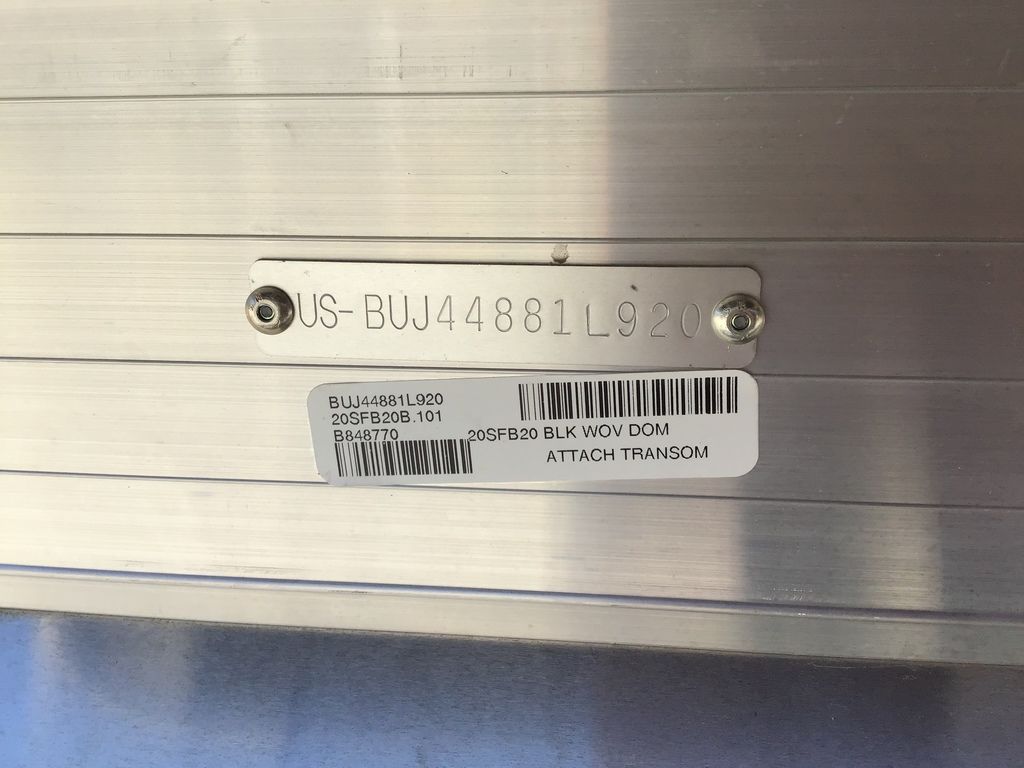 US-BUJ44881L920
BUJ44881L920
20SFB20B.101
B848770
20SFB20 BLK WOV DOM
ATTACH TRANSOM